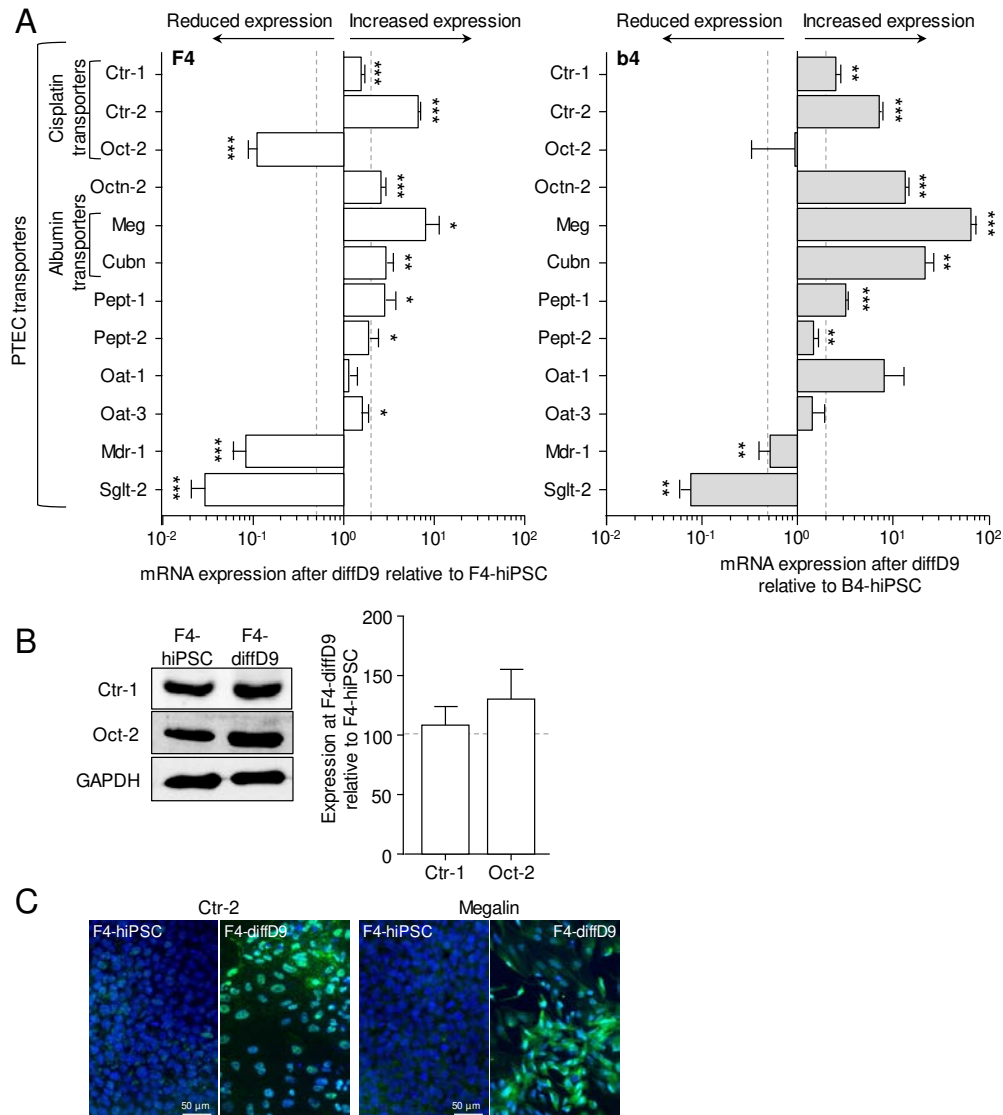 A
Reduced expression
Increased expression
F4
PTEC transporters
Cisplatin
transporters
Albumin
transporters
Ctr-1
***
Ctr-2
***
Oct-2
***
Octn-2
***
Meg
*
Cubn
**
Pept-1
*
Pept-2
*
Oat-1
Oat-3
*
Mdr-1
***
Sglt-2
***
10-2
10-1
100
101
102
mRNA expression after diffD9 relative to F4-hiPSC
Reduced expression
Increased expression
b4
Ctr-1
**
Ctr-2
***
Oct-2
Octn-2
***
Meg
***
Cubn
**
Pept-1
***
Pept-2
**
Oat-1
Oat-3
Mdr-1
**
Sglt-2
**
10-2
10-1
100
101
102
mRNA expression after diffD9
relative to B4-hiPSC
B
F4-
hiPSC
F4-
diffD9
Ctr-1
Oct-2
GAPDH
Expression at F4-diffD9
relative to F4-hiPSC
200
150
100
50
0
Ctr-1
Oct-2
C
Ctr-2
Megalin
F4-hiPSC
F4-diffD9
F4-hiPSC
F4-diffD9
50 µm
50 µm